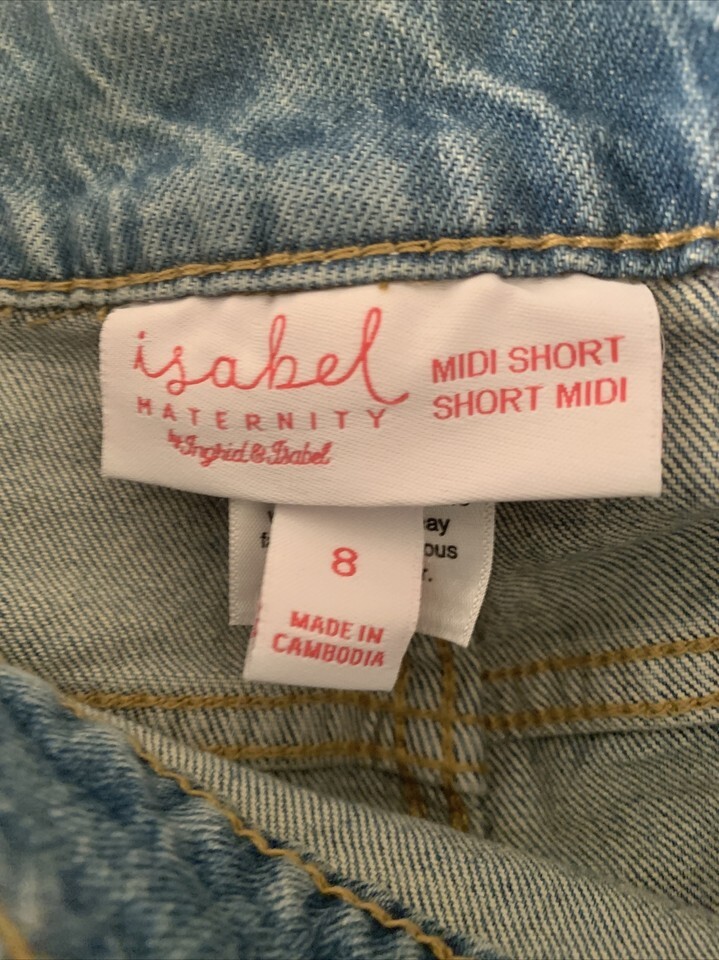 isabel
MATERNITY
by Ingrid & Isabel
MIDI SHORT
SHORT MIDI
8
MADE IN
CAMBODIA